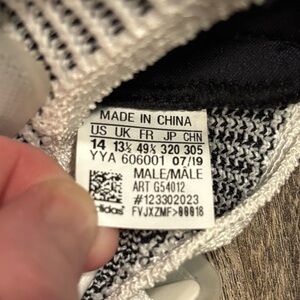 MADE IN CHINA
US UK FR JP CHN
14 13½ 49⅓ 320 305
YYA 606001 07/19
MALE/MÂLE
ART G54012
#123302023
adidas FVJXZMF>00018